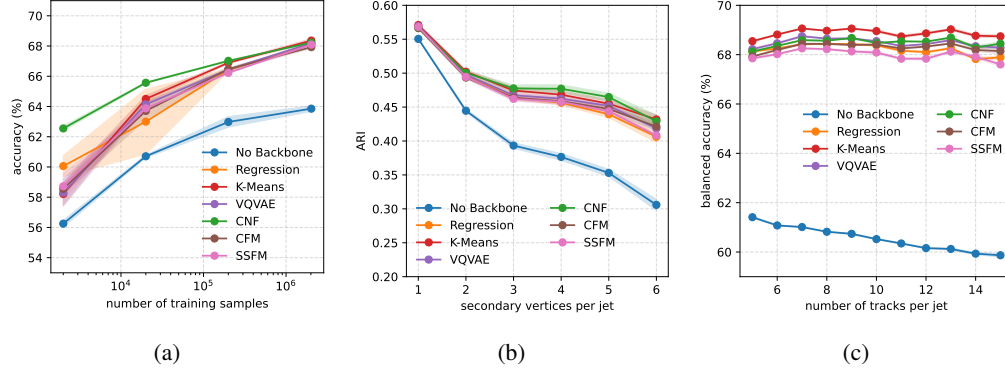 70
68
66
64
62
60
58
56
54
accuracy (%)
No Backbone
Regression
K-Means
VQVAE
CNF
CFM
SSFM
10^4
10^5
10^6
number of training samples
(a)
0.60
0.55
0.50
0.45
0.40
0.35
0.30
0.25
0.20
ARI
No Backbone
Regression
K-Means
VQVAE
CNF
CFM
SSFM
1 2 3 4 5 6
secondary vertices per jet
(b)
70
68
66
64
62
60
balanced accuracy (%)
No Backbone
Regression
K-Means
VQVAE
CNF
CFM
SSFM
6 8 10 12 14
number of tracks per jet
(c)